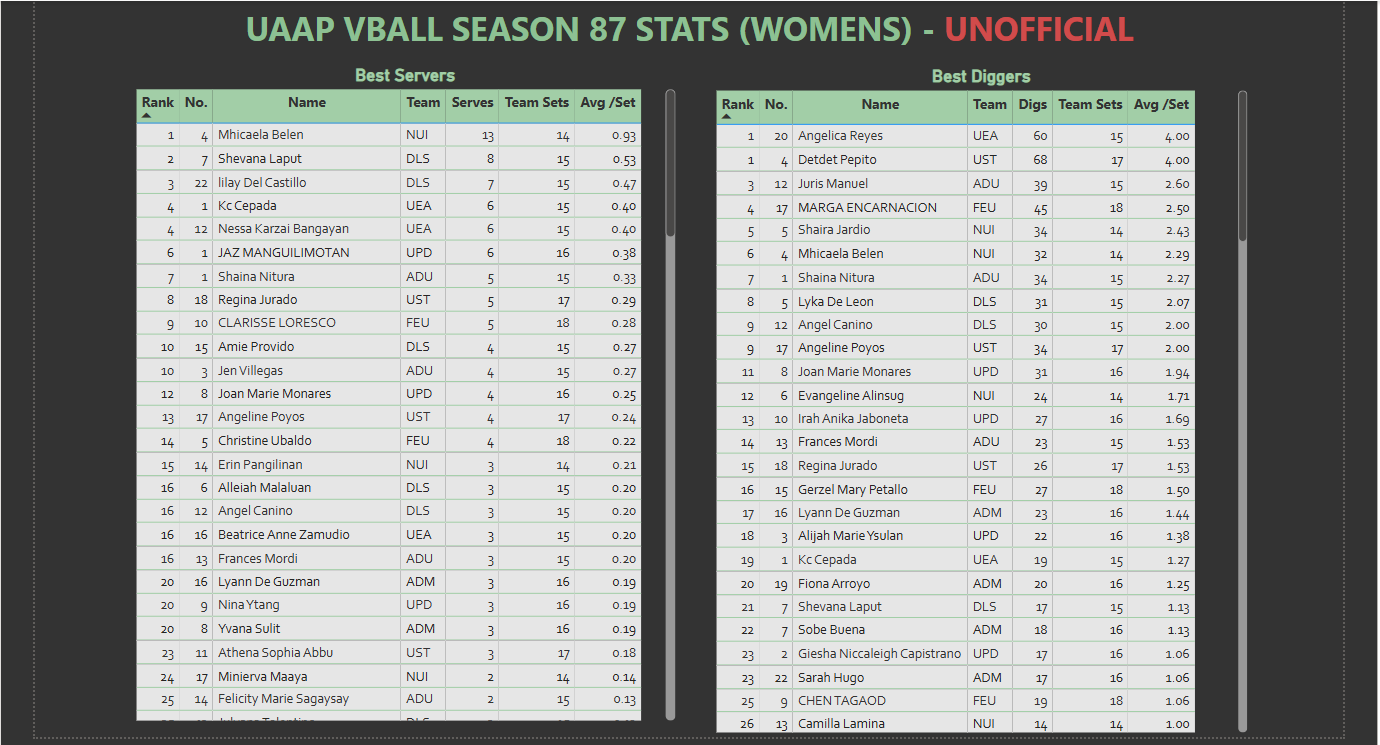 UAAP VBALL SEASON 87 STATS (WOMENS) - UNOFFICIAL
Best Servers
Rank No. Name Team Serves Team Sets Avg /Set
1 4 Mhicaela Belen NUI 13 14 0.93
2 7 Shevana Laput DLS 8 15 0.53
3 22 lilay Del Castillo DLS 7 15 0.47
4 1 Kc Cepada UEA 6 15 0.40
4 12 Nessa Karzai Bangayan UEA 6 15 0.40
6 1 JAZ MANGUILIMOTAN UPD 6 16 0.38
7 1 Shaina Nitura ADU 5 15 0.33
8 18 Regina Jurado UST 5 17 0.29
9 10 CLARISSE LORESCO FEU 5 18 0.28
10 15 Amie Provido DLS 4 15 0.27
10 3 Jen Villegas ADU 4 15 0.27
12 8 Joan Marie Monares UPD 4 16 0.25
13 17 Angeline Poyos UST 4 17 0.24
14 5 Christine Ubaldo FEU 4 18 0.22
15 14 Erin Pangilinan NUI 3 14 0.21
16 6 Alleiah Malaluan DLS 3 15 0.20
16 12 Angel Canino DLS 3 15 0.20
16 16 Beatrice Anne Zamudio UEA 3 15 0.20
16 13 Frances Mordi ADU 3 15 0.20
20 16 Lyann De Guzman ADM 3 16 0.19
20 9 Nina Ytang UPD 3 16 0.19
20 8 Yvana Sulit ADM 3 16 0.19
23 11 Athena Sophia Abbu UST 3 17 0.18
24 17 Minierva Maaya NUI 2 14 0.14
25 14 Felicity Marie Sagaysay ADU 2 15 0.13
Best Diggers
Rank No. Name Team Digs Team Sets Avg /Set
1 20 Angelica Reyes UEA 60 15 4.00
1 4 Detdet Pepito UST 68 17 4.00
3 12 Juris Manuel ADU 39 15 2.60
4 17 MARGA ENCARNACION FEU 45 18 2.50
5 5 Shaira Jardio NUI 34 14 2.43
6 4 Mhicaela Belen NUI 32 14 2.29
7 1 Shaina Nitura ADU 34 15 2.27
8 5 Lyka De Leon DLS 31 15 2.07
9 12 Angel Canino DLS 30 15 2.00
9 17 Angeline Poyos UST 34 17 2.00
11 8 Joan Marie Monares UPD 31 16 1.94
12 6 Evangeline Alinsug NUI 24 14 1.71
13 10 Irah Anika Jaboneta UPD 27 16 1.69
14 13 Frances Mordi ADU 23 15 1.53
15 18 Regina Jurado UST 26 17 1.53
16 15 Gerzel Mary Petallo FEU 27 18 1.50
17 16 Lyann De Guzman ADM 23 16 1.44
18 3 Alijah Marie Ysulan UPD 22 16 1.38
19 1 Kc Cepada UEA 19 15 1.27
20 19 Fiona Arroyo ADM 20 16 1.25
21 7 Shevana Laput DLS 17 15 1.13
22 7 Sobe Buena ADM 18 16 1.13
23 2 Giesha Niccaleigh Capistrano UPD 17 16 1.06
23 22 Sarah Hugo ADM 17 16 1.06
25 9 CHEN TAGAOD FEU 19 18 1.06
26 13 Camilla Lamina NUI 14 14 1.00